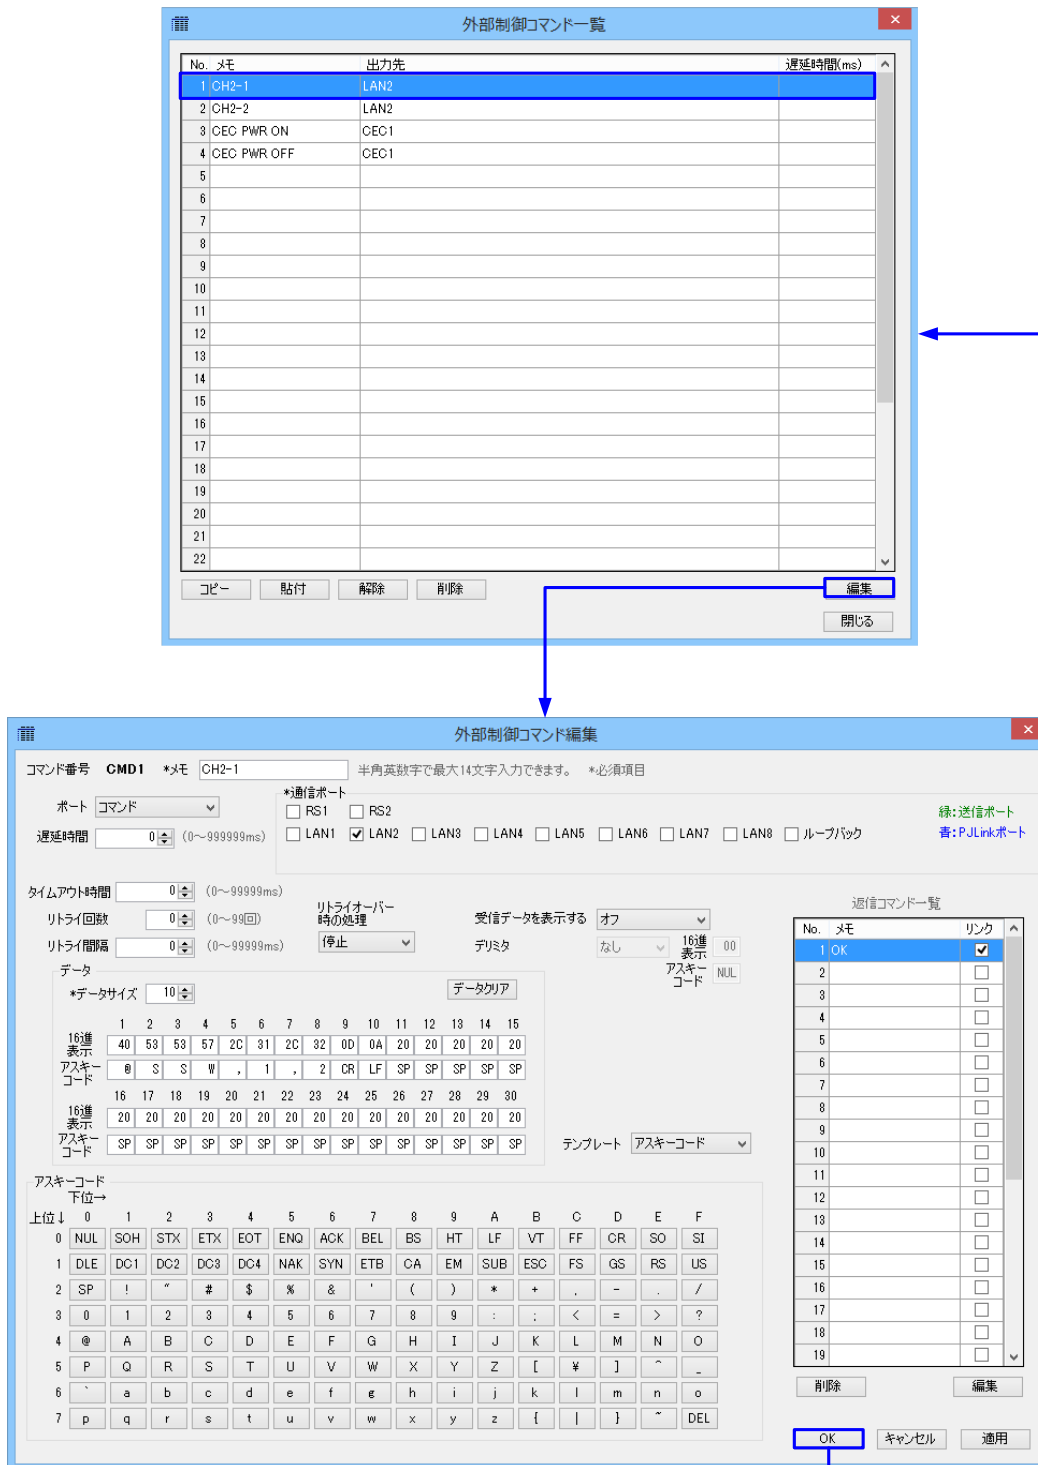 外部制御コマンド一覧
No. メモ 出力先 遅延時間(ms)
1 CH2-1 LAN2
2 CH2-2 LAN2
3 CEC PWR ON CEC1
4 CEC PWR OFF CEC1
5
6
7
8
9
10
11
12
13
14
15
16
17
18
19
20
21
22
コピー 貼付 解除 削除 編集
閉じる
外部制御コマンド編集
コマンド番号 CMD1 *メモ CH2-1 半角英数字で最大14文字入力できます。 *必須項目
*通信ポート
ポート コマンド RS1 RS2
緑:送信ポート
遅延時間 0 (0～999999ms) LAN1 LAN2 LAN3 LAN4 LAN5 LAN6 LAN7 LAN8 ループバック
青:PJLinkポート
タイムアウト時間 0 (0～99999ms)
リトライ回数 0 (0～99回)
リトライオーバー
時の処理
受信データを表示する オフ
リトライ間隔 0 (0～99999ms) 停止 デリミタ なし
16進
表示 00
アスキー
コード NUL
データ
*データサイズ 10 データクリア
1 2 3 4 5 6 7 8 9 10 11 12 13 14 15
16進
表示 40 53 53 57 2C 31 2C 32 0D 0A 20 20 20 20 20
アスキー
コード @ S S W , 1 , 2 CR LF SP SP SP SP SP
16 17 18 19 20 21 22 23 24 25 26 27 28 29 30
16進
表示 20 20 20 20 20 20 20 20 20 20 20 20 20 20 20
アスキー
コード SP SP SP SP SP SP SP SP SP SP SP SP SP SP SP
テンプレート アスキーコード
アスキーコード
下位→
上位↓ 0 1 2 3 4 5 6 7 8 9 A B C D E F
0 NUL SOH STX ETX EOT ENQ ACK BEL BS HT LF VT FF CR SO SI
1 DLE DC1 DC2 DC3 DC4 NAK SYN ETB CA EM SUB ESC FS GS RS US
2 SP ! " # $ % & ' ( ) * + , - . /
3 0 1 2 3 4 5 6 7 8 9 : ; < = > ?
4 @ A B C D E F G H I J K L M N O
5 P Q R S T U V W X Y Z [ ¥ ] ^ _
6 ` a b c d e f g h i j k l m n o
7 p q r s t u v w x y z { | } ~ DEL
返信コマンド一覧
No. メモ リンク
1 OK
2
3
4
5
6
7
8
9
10
11
12
13
14
15
16
17
18
19
削除 編集
OK キャンセル 適用